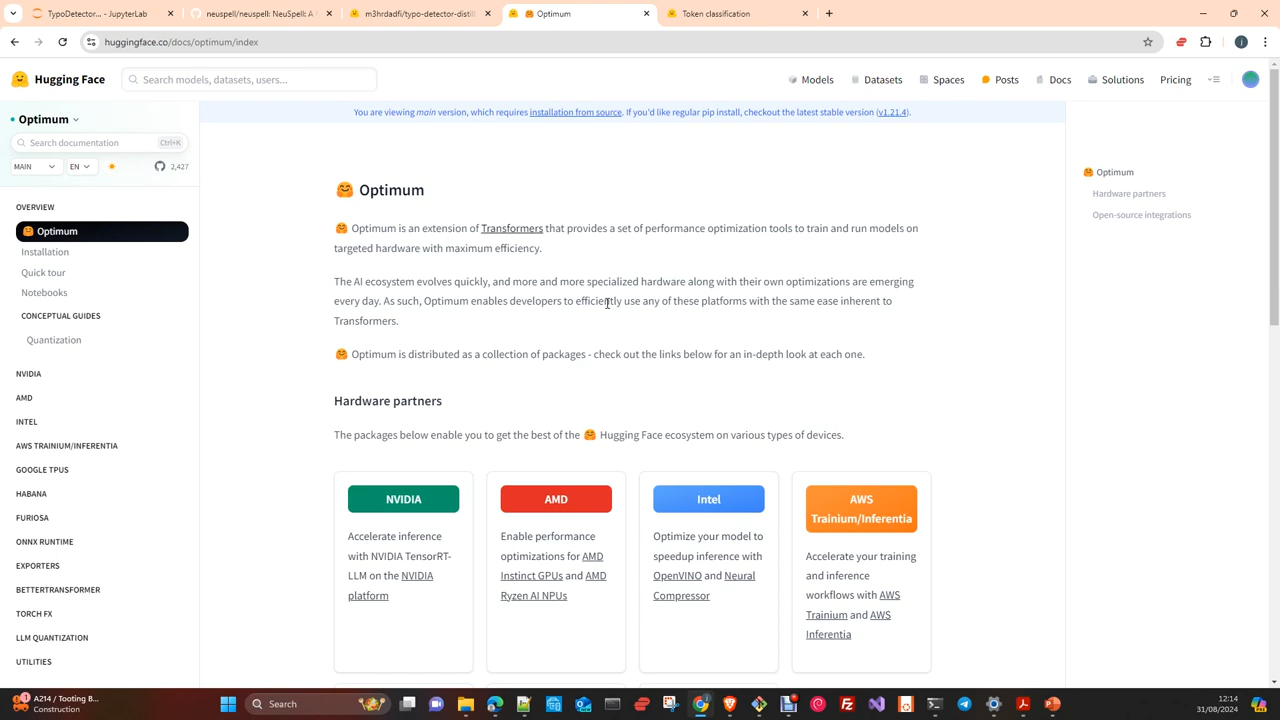 TypoDetector... - JupyterLab
neuspell/neuspell: NeuSpell: A
m3hrdadfi/typo-detector-distil
Optimum
Token classification
huggingface.co/docs/optimum/index
Hugging Face
Search models, datasets, users...
Models
Datasets
Spaces
Posts
Docs
Solutions
Pricing
Optimum
Search documentation Ctrl+K
MAIN EN 2,427
OVERVIEW
Optimum
Installation
Quick tour
Notebooks
CONCEPTUAL GUIDES
Quantization
NVIDIA
AMD
INTEL
AWS TRAINIUM/INFERENTIA
GOOGLE TPUS
HABANA
FURIOSA
ONNX RUNTIME
EXPORTERS
BETTERTRANSFORMER
TORCH FX
LLM QUANTIZATION
UTILITIES
You are viewing main version, which requires installation from source. If you'd like regular pip install, checkout the latest stable version (v1.21.4).
Optimum
Optimum is an extension of Transformers that provides a set of performance optimization tools to train and run models on
targeted hardware with maximum efficiency.
The AI ecosystem evolves quickly, and more and more specialized hardware along with their own optimizations are emerging
every day. As such, Optimum enables developers to efficiently use any of these platforms with the same ease inherent to
Transformers.
Optimum is distributed as a collection of packages - check out the links below for an in-depth look at each one.
Hardware partners
The packages below enable you to get the best of the Hugging Face ecosystem on various types of devices.
NVIDIA
Accelerate inference
with NVIDIA TensorRT-
LLM on the NVIDIA
platform
AMD
Enable performance
optimizations for AMD
Instinct GPUs and AMD
Ryzen AI NPUs
Intel
Optimize your model to
speedup inference with
OpenVINO and Neural
Compressor
AWS
Trainium/Inferentia
Accelerate your training
and inference
workflows with AWS
Trainium and AWS
Inferentia
Optimum
Hardware partners
Open-source integrations
A214 / Tooting B...
Construction
Search
12:14
31/08/2024